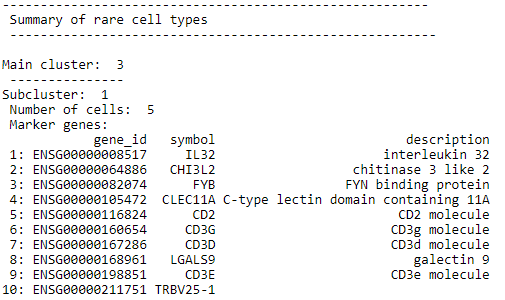 -----------------------------------------------------
Summary of rare cell types
------------------------------------------------------
Main cluster: 3
---------------
Subcluster: 1
Number of cells: 5
Marker genes:
gene_id symbol description
1: ENSG00000008517 IL32 interleukin 32
2: ENSG00000064886 CHI3L2 chitinase 3 like 2
3: ENSG00000082074 FYB FYN binding protein
4: ENSG00000105472 CLEC11A C-type lectin domain containing 11A
5: ENSG00000116824 CD2 CD2 molecule
6: ENSG00000160654 CD3G CD3g molecule
7: ENSG00000167286 CD3D CD3d molecule
8: ENSG00000168961 LGALS9 galectin 9
9: ENSG00000198851 CD3E CD3e molecule
10: ENSG00000211751 TRBV25-1